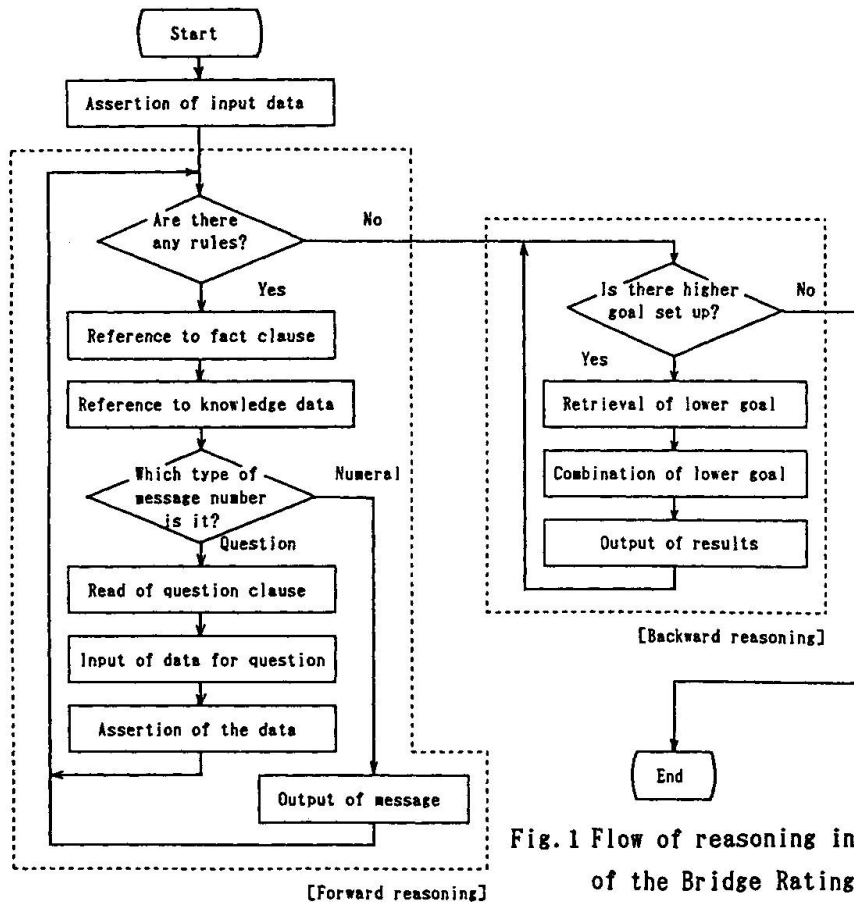 Start
Assertion of input data
Are there
any rules?
No
Yes
Reference to fact clause
Reference to knowledge data
Which type of
message number
is it?
Numeral
Question
Read of question clause
Input of data for question
Assertion of the data
Output of message
[Forward reasoning]
Is there higher
goal set up?
No
Yes
Retrieval of lower goal
Combination of lower goal
Output of results
[Backward reasoning]
End
Fig. 1 Flow of reasoning in
of the Bridge Rating